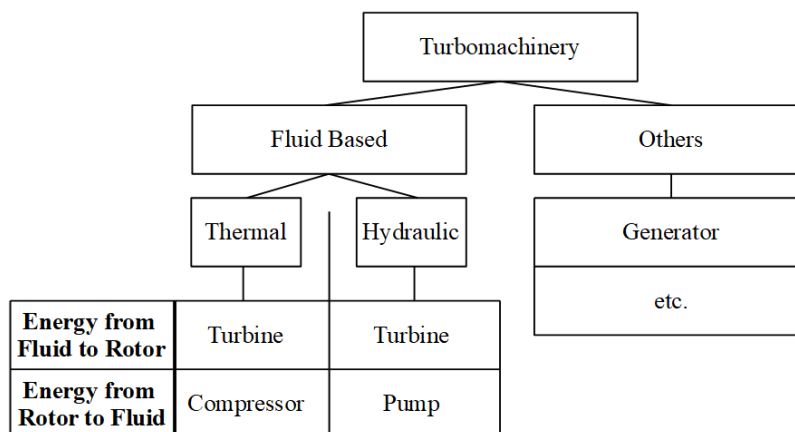 Turbomachinery
Fluid Based
Others
Thermal
Hydraulic
Generator
etc.
Energy from
Fluid to Rotor
Turbine
Turbine
Energy from
Rotor to Fluid
Compressor
Pump